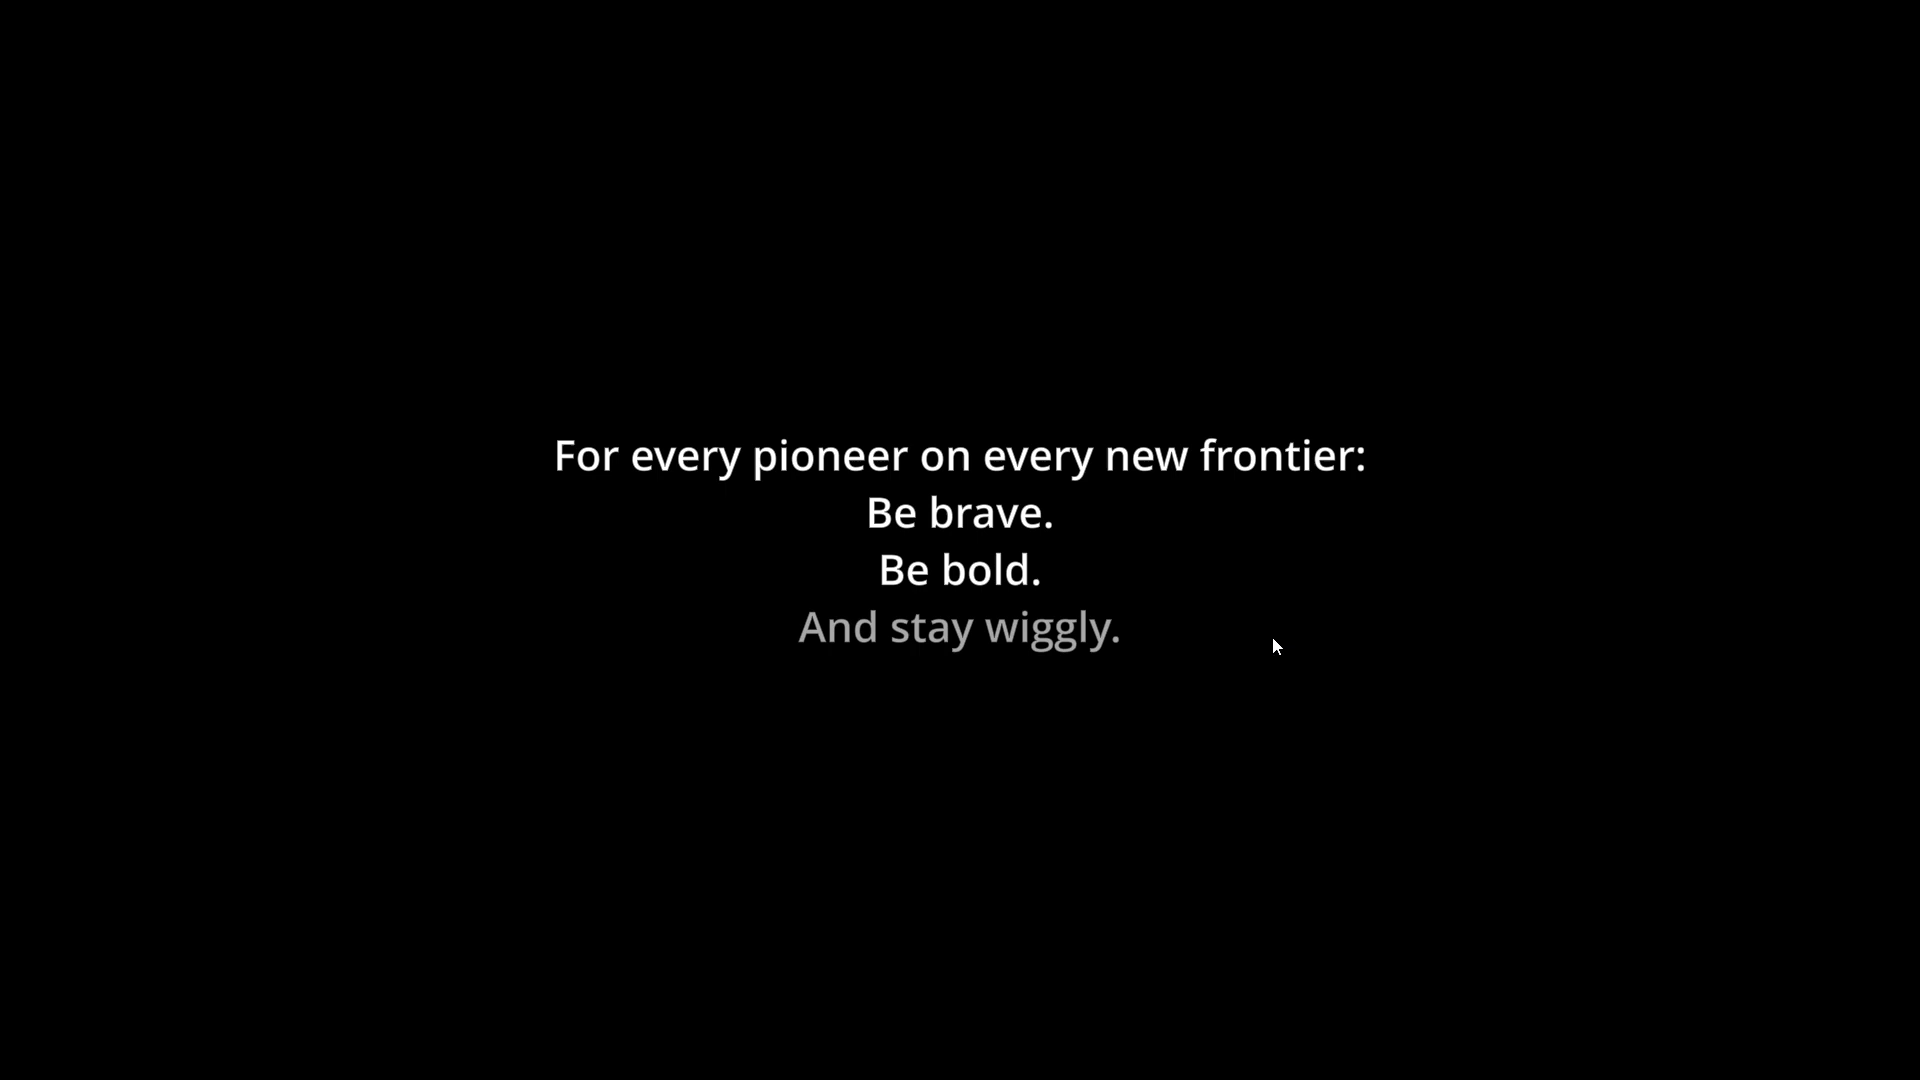 For every pioneer on every new frontier:
Be brave.
Be bold.
And stay wiggly.